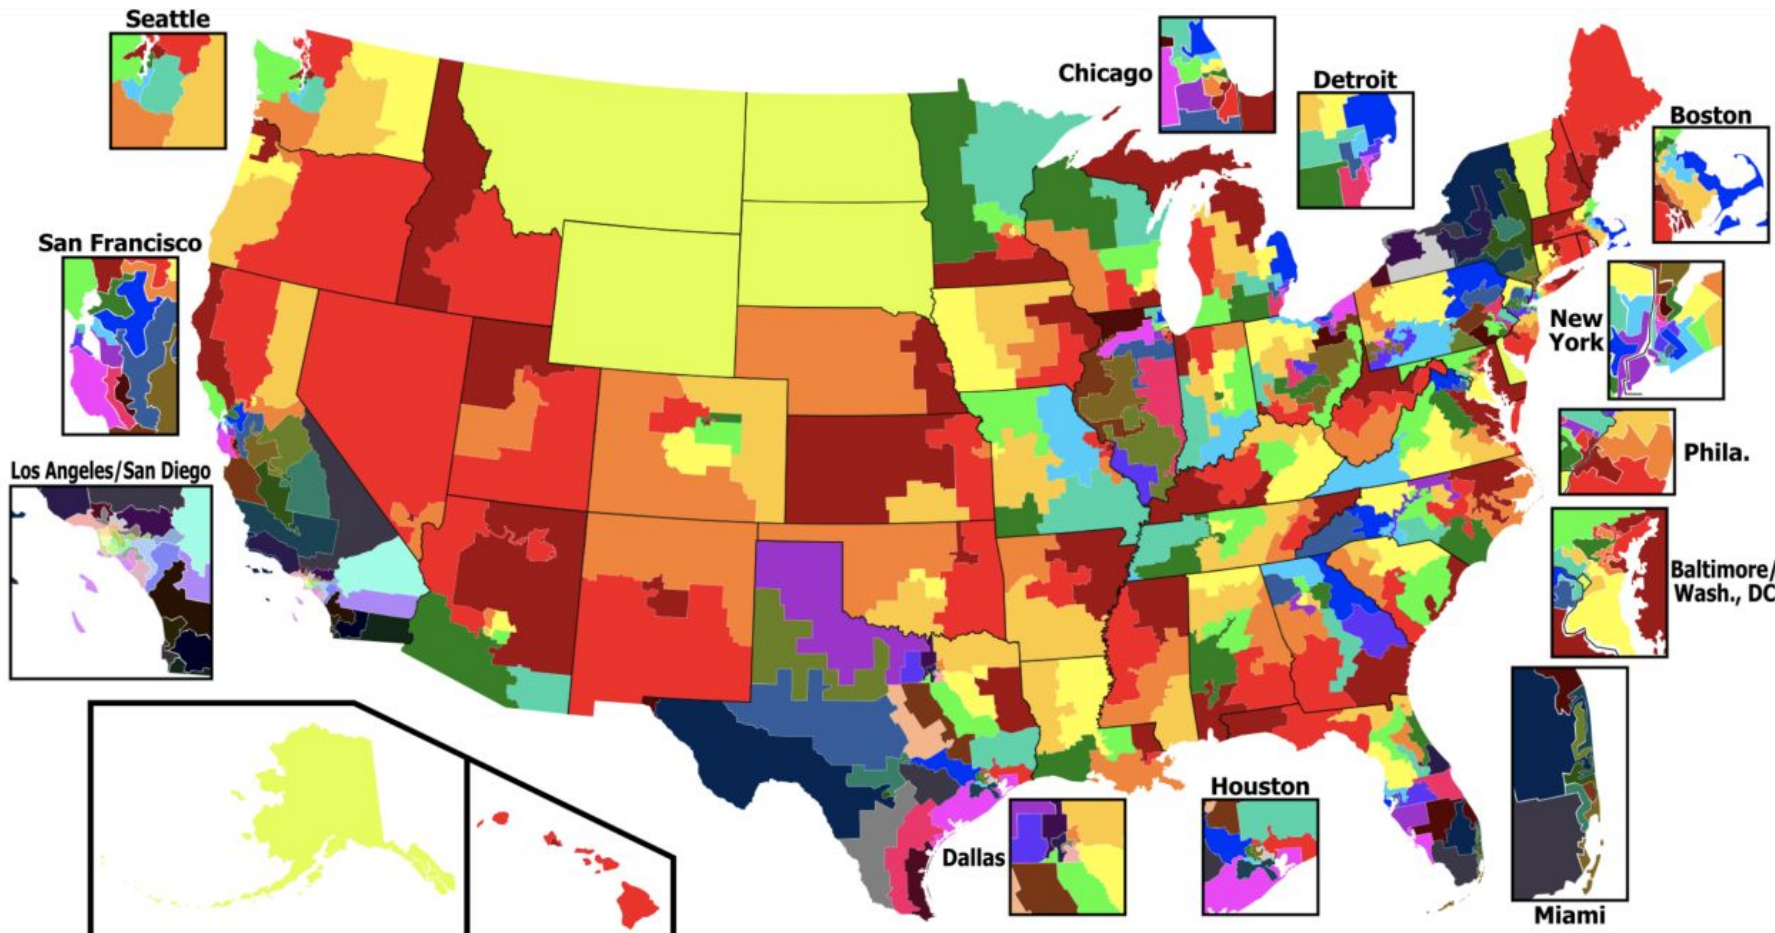 Seattle
Chicago
Detroit
Boston
San Francisco
New
York
Los Angeles/San Diego
Phila.
Baltimore/
Wash., DC
Houston
Dallas
Miami